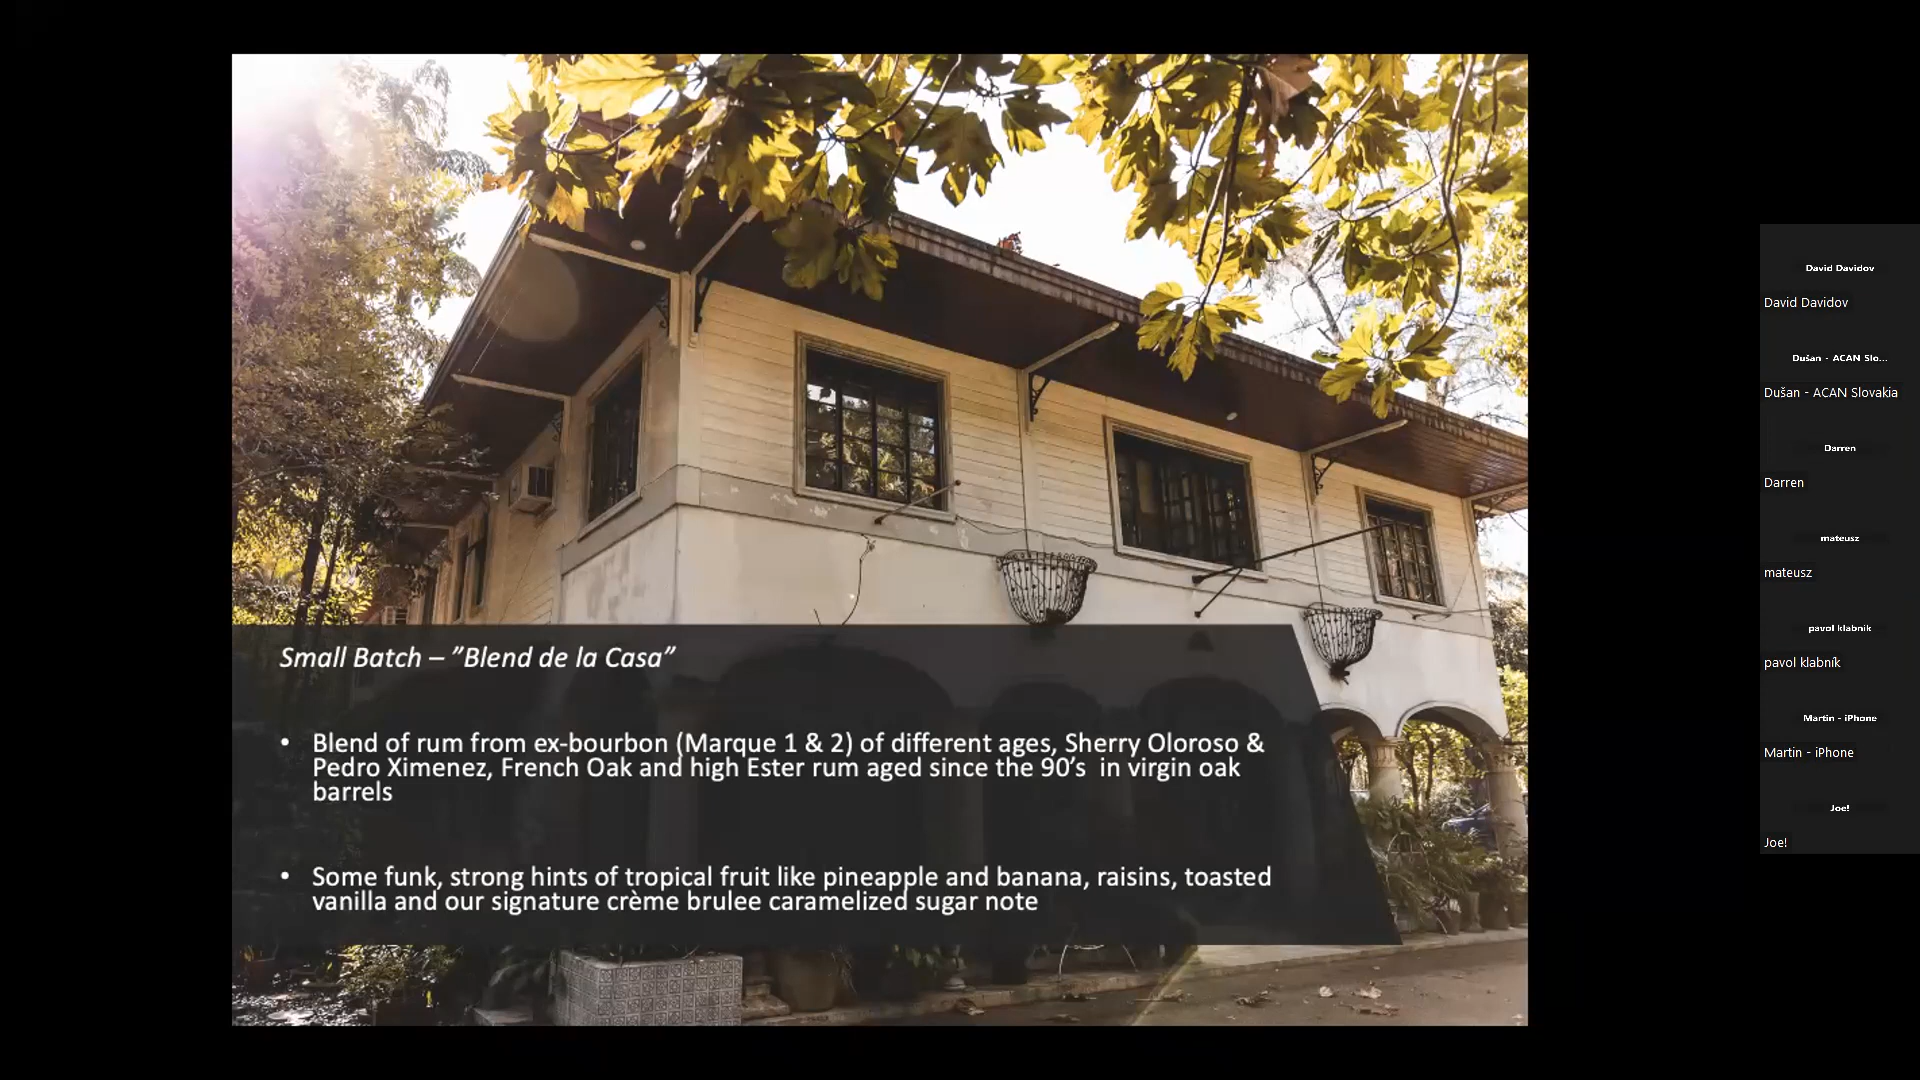 Small Batch – ”Blend de la Casa”
• Blend of rum from ex-bourbon (Marque 1 & 2) of different ages, Sherry Oloroso &
Pedro Ximenez, French Oak and high Ester rum aged since the 90’s  in virgin oak
barrels
• Some funk, strong hints of tropical fruit like pineapple and banana, raisins, toasted
vanilla and our signature crème brulee caramelized sugar note
David Davidov
David Davidov
Dušan - ACAN Slo...
Dušan - ACAN Slovakia
Darren
Darren
mateusz
mateusz
pavol klabník
pavol klabník
Martin - iPhone
Martin - iPhone
Joe!
Joe!